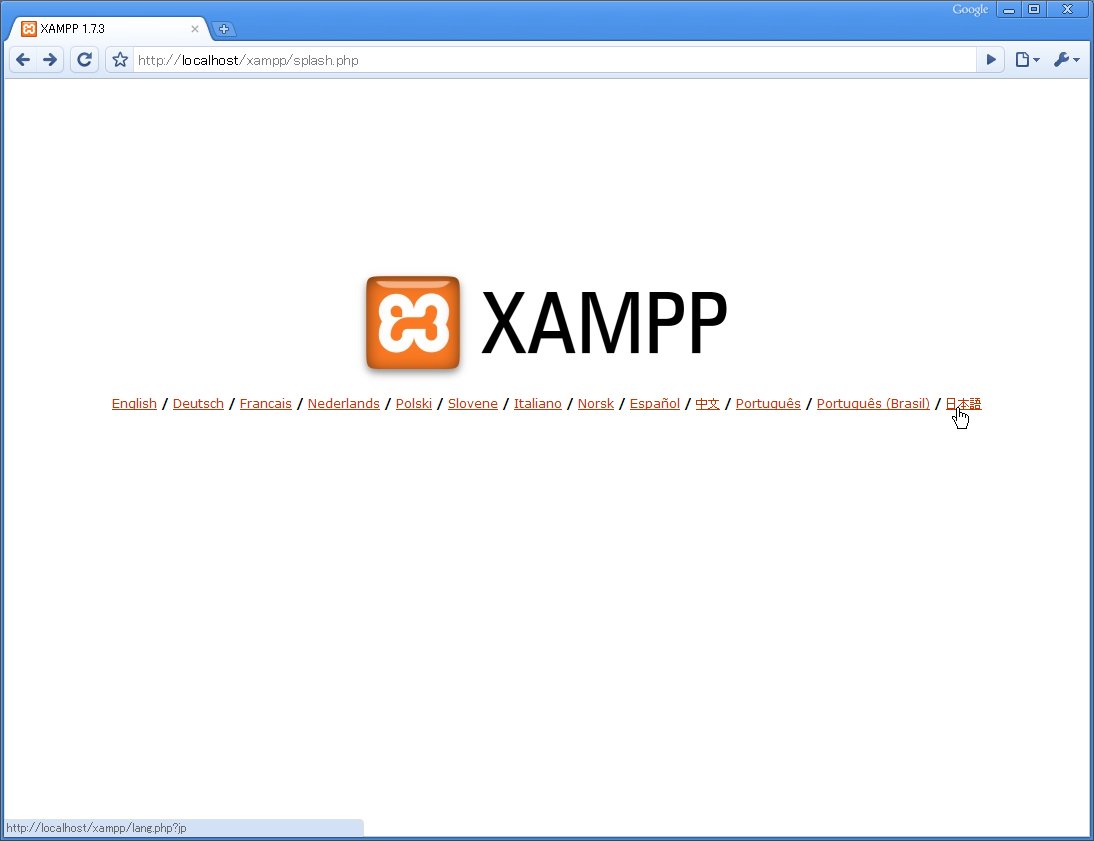 Google
XAMPP 1.7.3
http://localhost/xampp/splash.php
XAMPP
English / Deutsch / Francais / Nederlands / Polski / Slovene / Italiano / Norsk / Español / 中文 / Português / Português (Brasil) / 日本語
http://localhost/xampp/lang.php?jp